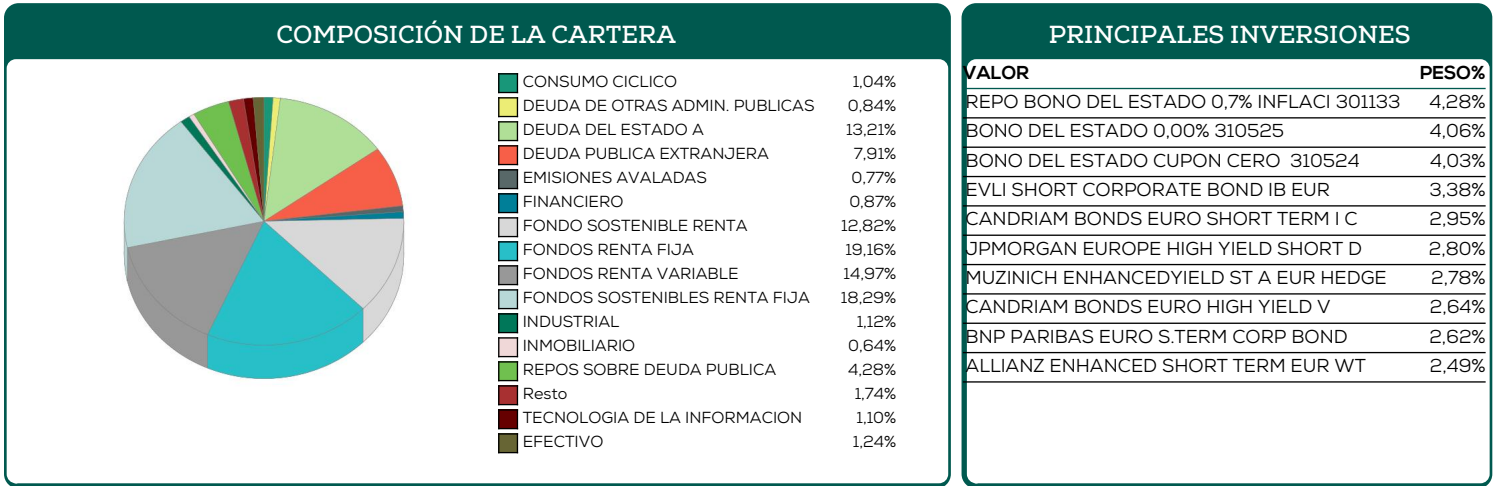 COMPOSICIÓN DE LA CARTERA
CONSUMO CICLICO 1,04%
DEUDA DE OTRAS ADMIN. PUBLICAS 0,84%
DEUDA DEL ESTADO A 13,21%
DEUDA PUBLICA EXTRANJERA 7,91%
EMISIONES AVALADAS 0,77%
FINANCIERO 0,87%
FONDO SOSTENIBLE RENTA 12,82%
FONDOS RENTA FIJA 19,16%
FONDOS RENTA VARIABLE 14,97%
FONDOS SOSTENIBLES RENTA FIJA 18,29%
INDUSTRIAL 1,12%
INMOBILIARIO 0,64%
REPOS SOBRE DEUDA PUBLICA 4,28%
Resto 1,74%
TECNOLOGIA DE LA INFORMACION 1,10%
EFECTIVO 1,24%
PRINCIPALES INVERSIONES
VALOR PESO%
REPO BONO DEL ESTADO 0,7% INFLACI 301133 4,28%
BONO DEL ESTADO 0,00% 310525 4,06%
BONO DEL ESTADO CUPON CERO 310524 4,03%
EVLI SHORT CORPORATE BOND IB EUR 3,38%
CANDRIAM BONDS EURO SHORT TERM I C 2,95%
JPMORGAN EUROPE HIGH YIELD SHORT D 2,80%
MUZINICH ENHANCEDYIELD ST A EUR HEDGE 2,78%
CANDRIAM BONDS EURO HIGH YIELD V 2,64%
BNP PARIBAS EURO S.TERM CORP BOND 2,62%
ALLIANZ ENHANCED SHORT TERM EUR WT 2,49%